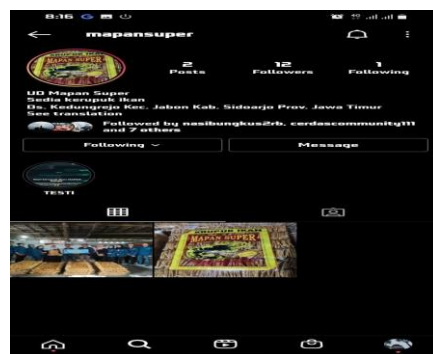 8:16
mapansuper
2 12 1
Posts Followers Following
UD Mapan Super
Sedia kerupuk ikan
Ds. Kedungrejo Kec. Jabon Kab. Sidoarjo Prov. Jawa Timur
See translation
Followed by nasibungkus2rb, cerdascommunity111
and 7 others
Following
Message
TESTI
KRUPUK IKAN
MAPAN SUPER